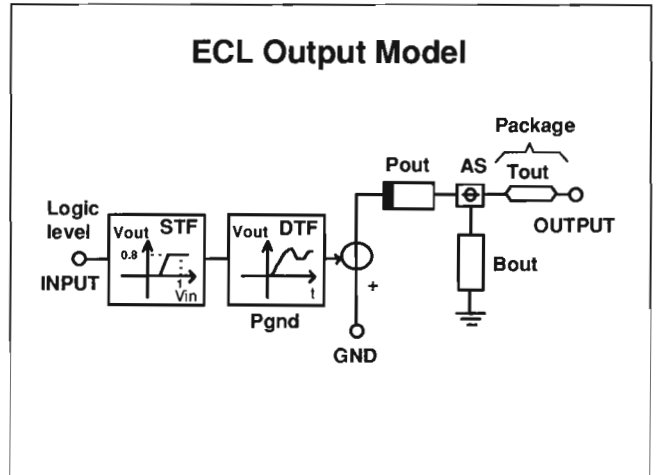 ECL Output Model
Package
Pout
AS
Tout
OUTPUT
Logic
level
INPUT
Vout
STF
0.8
1
Vin
Vout
DTF
t
Pgnd
+
GND
Bout